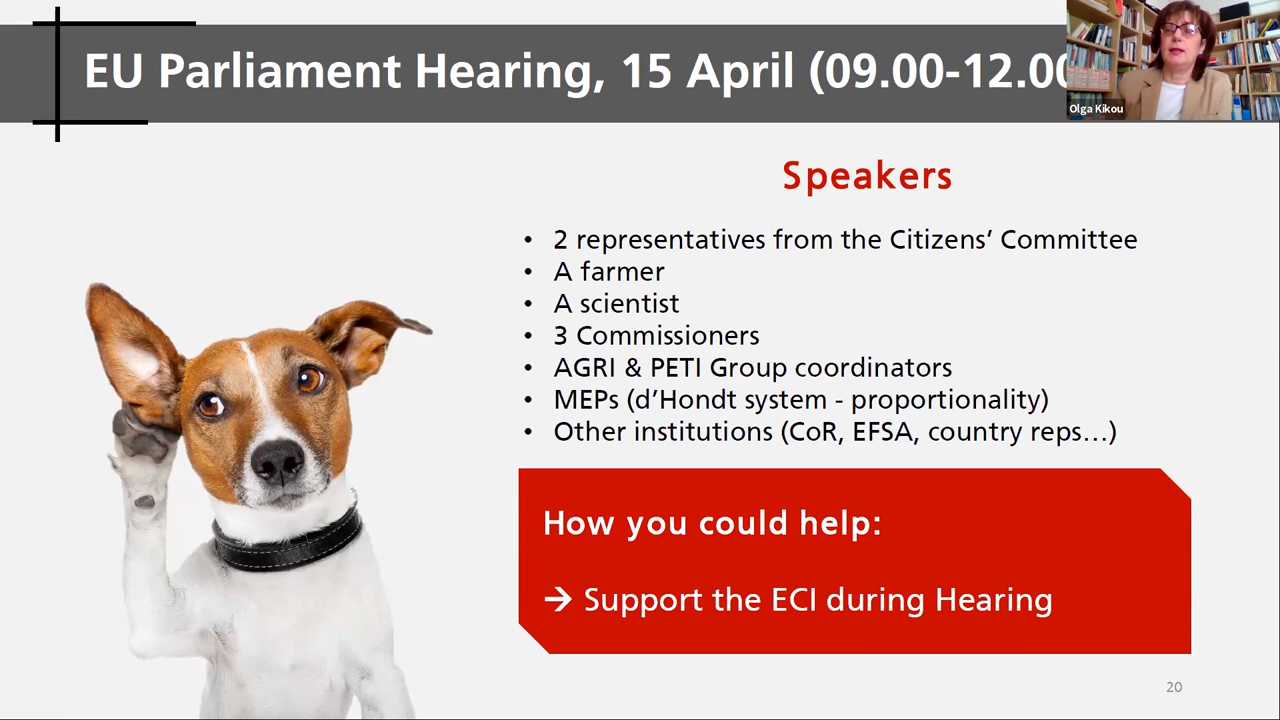 EU Parliament Hearing, 15 April (09.00-12.00
Olga Kikou
Speakers
• 2 representatives from the Citizens’ Committee
• A farmer
• A scientist
• 3 Commissioners
• AGRI & PETI Group coordinators
• MEPs (d’Hondt system - proportionality)
• Other institutions (CoR, EFSA, country reps…)
How you could help:
→ Support the ECI during Hearing
20